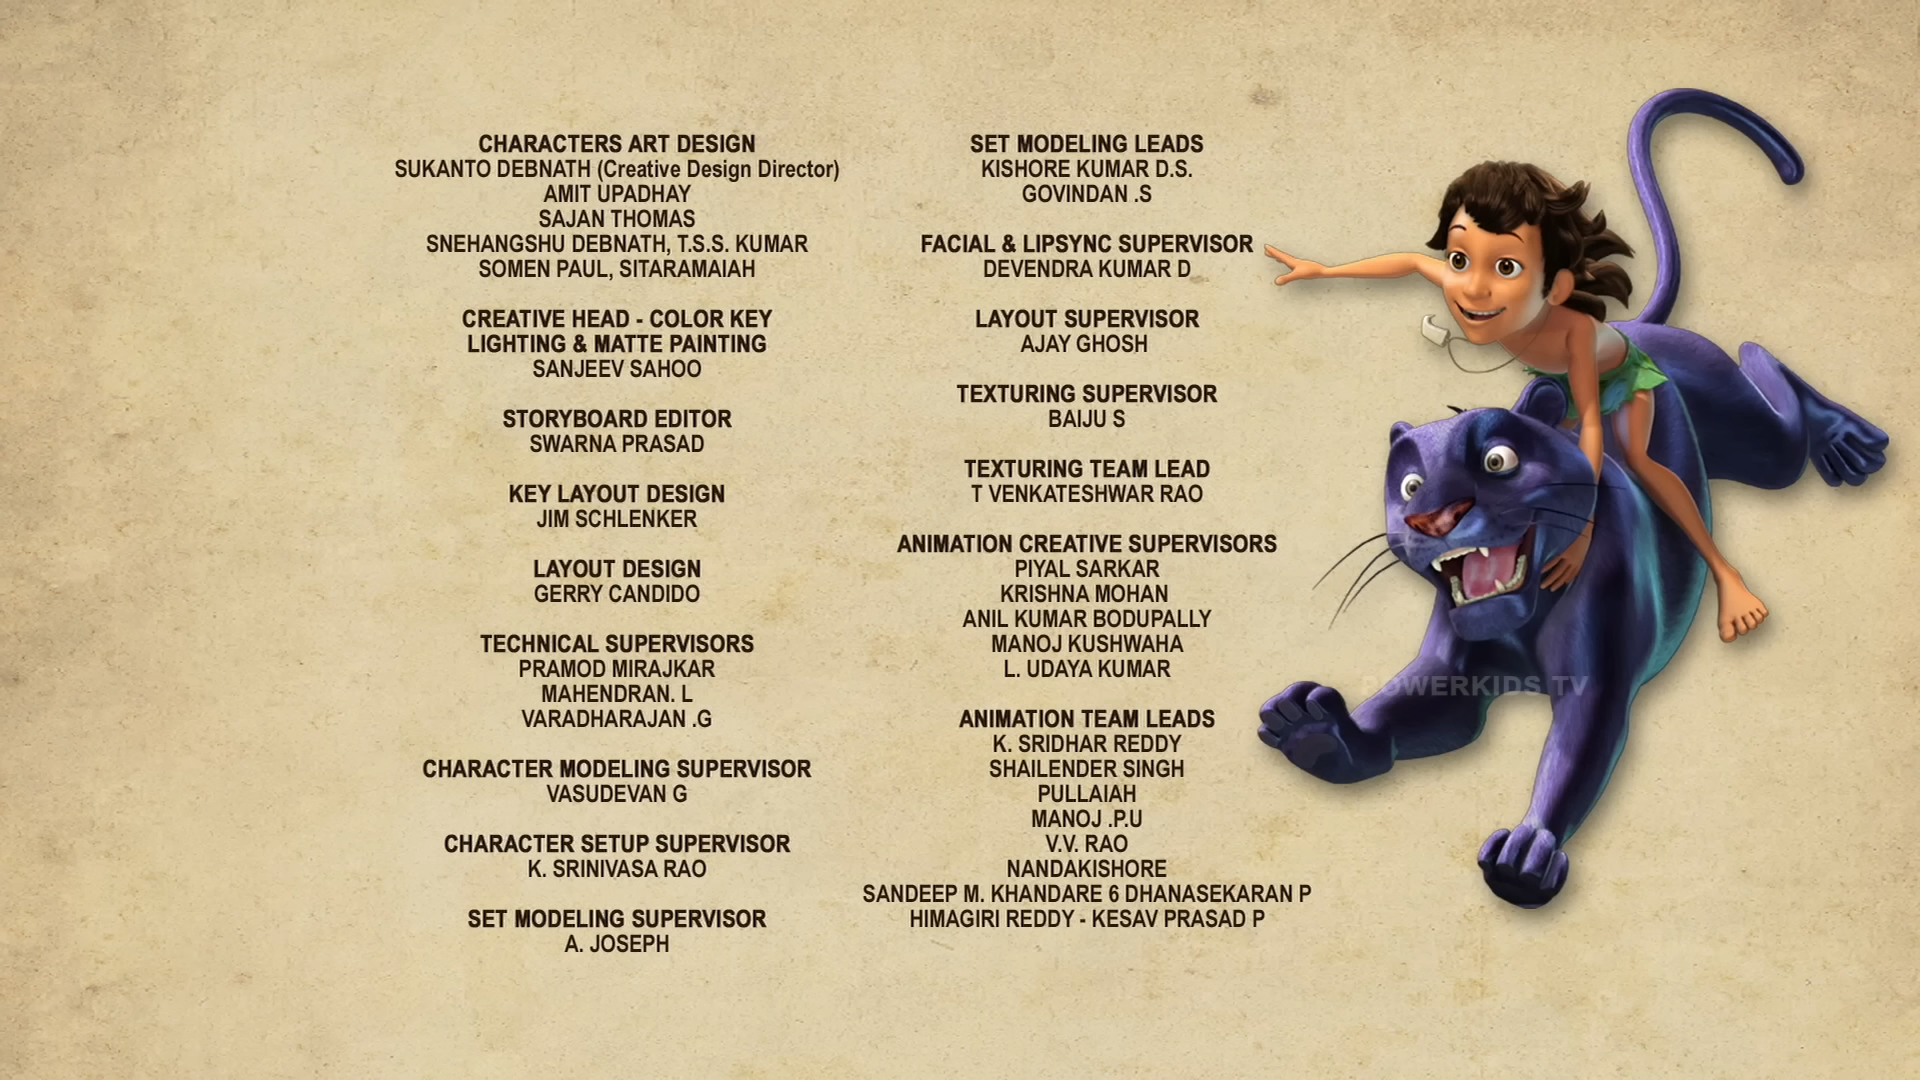 CHARACTERS ART DESIGN
SUKANTO DEBNATH (Creative Design Director)
AMIT UPADHAY
SAJAN THOMAS
SNEHANGSHU DEBNATH, T.S.S. KUMAR
SOMEN PAUL, SITARAMAIAH
CREATIVE HEAD - COLOR KEY
LIGHTING & MATTE PAINTING
SANJEEV SAHOO
STORYBOARD EDITOR
SWARNA PRASAD
KEY LAYOUT DESIGN
JIM SCHLENKER
LAYOUT DESIGN
GERRY CANDIDO
TECHNICAL SUPERVISORS
PRAMOD MIRAJKAR
MAHENDRAN. L
VARADHARAJAN .G
CHARACTER MODELING SUPERVISOR
VASUDEVAN G
CHARACTER SETUP SUPERVISOR
K. SRINIVASA RAO
SET MODELING SUPERVISOR
A. JOSEPH
SET MODELING LEADS
KISHORE KUMAR D.S.
GOVINDAN .S
FACIAL & LIPSYNC SUPERVISOR
DEVENDRA KUMAR D
LAYOUT SUPERVISOR
AJAY GHOSH
TEXTURING SUPERVISOR
BAIJU S
TEXTURING TEAM LEAD
T VENKATESHWAR RAO
ANIMATION CREATIVE SUPERVISORS
PIYAL SARKAR
KRISHNA MOHAN
ANIL KUMAR BODUPALLY
MANOJ KUSHWAHA
L. UDAYA KUMAR
ANIMATION TEAM LEADS
K. SRIDHAR REDDY
SHAILENDER SINGH
PULLAIAH
MANOJ .P.U
V.V. RAO
NANDAKISHORE
SANDEEP M. KHANDARE 6 DHANASEKARAN P
HIMAGIRI REDDY - KESAV PRASAD P
POWERKIDS TV